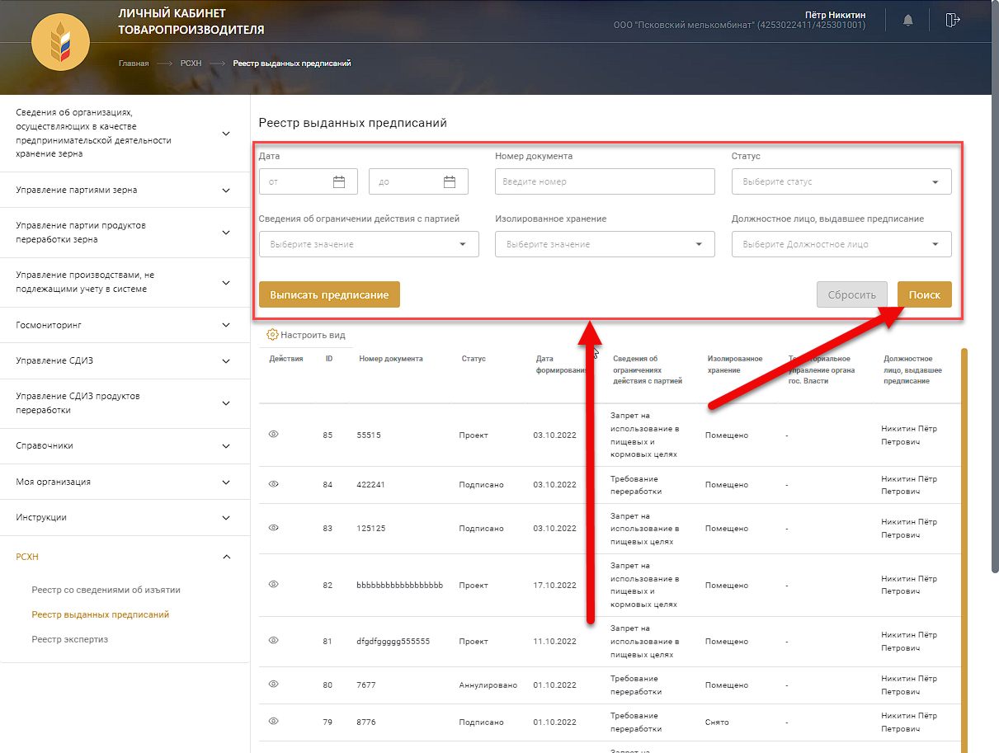 ЛИЧНЫЙ КАБИНЕТ
ТОВАРОПРОИЗВОДИТЕЛЯ
Пётр Никитин
ООО "Псковский мелькомбинат" (4253022411/425301001)
Главная
РСХН
Реестр выданных предписаний
Сведения об организациях,
осуществляющих в качестве
предпринимательской деятельности
хранение зерна
Управление партиями зерна
Управление партии продуктов
переработки зерна
Управление производствами, не
подлежащими учету в системе
Госмониторинг
Управление СДИЗ
Управление СДИЗ продуктов
переработки
Справочники
Моя организация
Инструкции
РСХН
Реестр со сведениями об изъятии
Реестр выданных предписаний
Реестр экспертиз
Реестр выданных предписаний
Дата
Номер документа
Статус
от
до
Введите номер
Выберите статус
Сведения об ограничении действия с партией
Изолированное хранение
Должностное лицо, выдавшее предписание
Выберите значение
Выберите значение
Выберите Должностное лицо
Выписать предписание
Сбросить
Поиск
Настроить вид
Действия
ID
Номер документа
Статус
Дата
формирования
Сведения об
ограничениях
действия с партией
Изолированное
хранение
Территориальное
управление органа
гос. Власти
Должностное
лицо, выдавшее
предписание
85
55515
Проект
03.10.2022
Запрет на
использование в
пищевых и
кормовых целях
Помещено
-
Никитин Пётр
Петрович
84
422241
Подписано
03.10.2022
Требование
переработки
Помещено
-
Никитин Пётр
Петрович
83
125125
Подписано
03.10.2022
Запрет на
использование в
пищевых целях
Помещено
-
Никитин Пётр
Петрович
82
bbbbbbbbbbbbbbbbbb
Проект
17.10.2022
Запрет на
использование в
пищевых и
кормовых целях
Помещено
-
Никитин Пётр
Петрович
81
dfgdfggggg555555
Проект
11.10.2022
Запрет на
использование в
пищевых целях
Помещено
-
Никитин Пётр
Петрович
80
7677
Аннулировано
01.10.2022
Требование
переработки
Помещено
-
Никитин Пётр
Петрович
79
8776
Подписано
01.10.2022
Требование
переработки
Снято
-
Никитин Пётр
Петрович
Запрет на